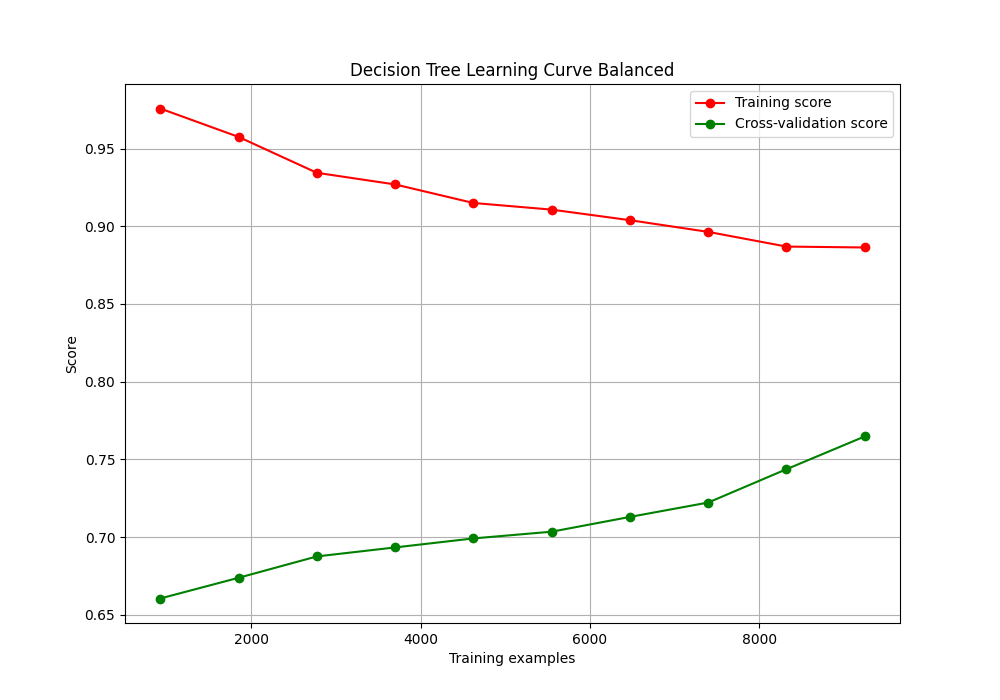 Decision Tree Learning Curve Balanced
Training score
Cross-validation score
0.95
0.90
0.85
0.80
0.75
0.70
0.65
Score
2000 4000 6000 8000
Training examples